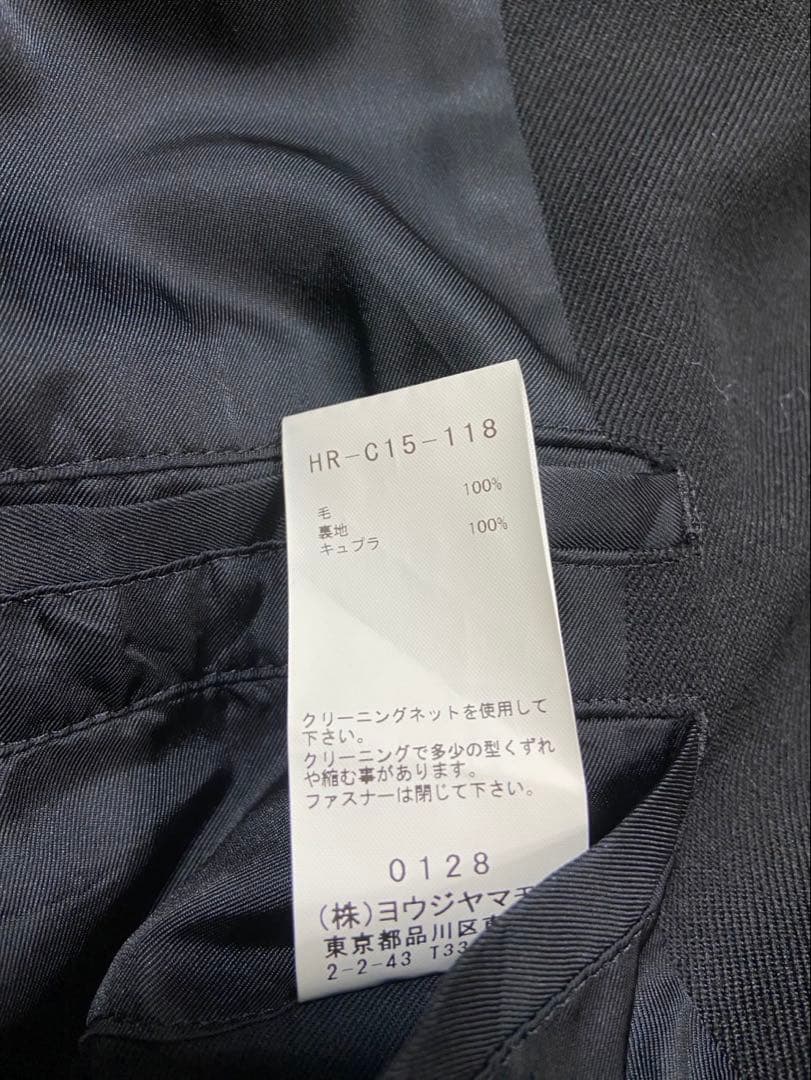 HR-C15-118
毛 100%
裏地
キュプラ 100%
クリーニングネットを使用して
下さい。
クリーニングで多少の型くずれ
や縮む事があります。
ファスナーは閉じて下さい。
0128
(株)ヨウジヤマモ
東京都品川区東
2-2-43 T33